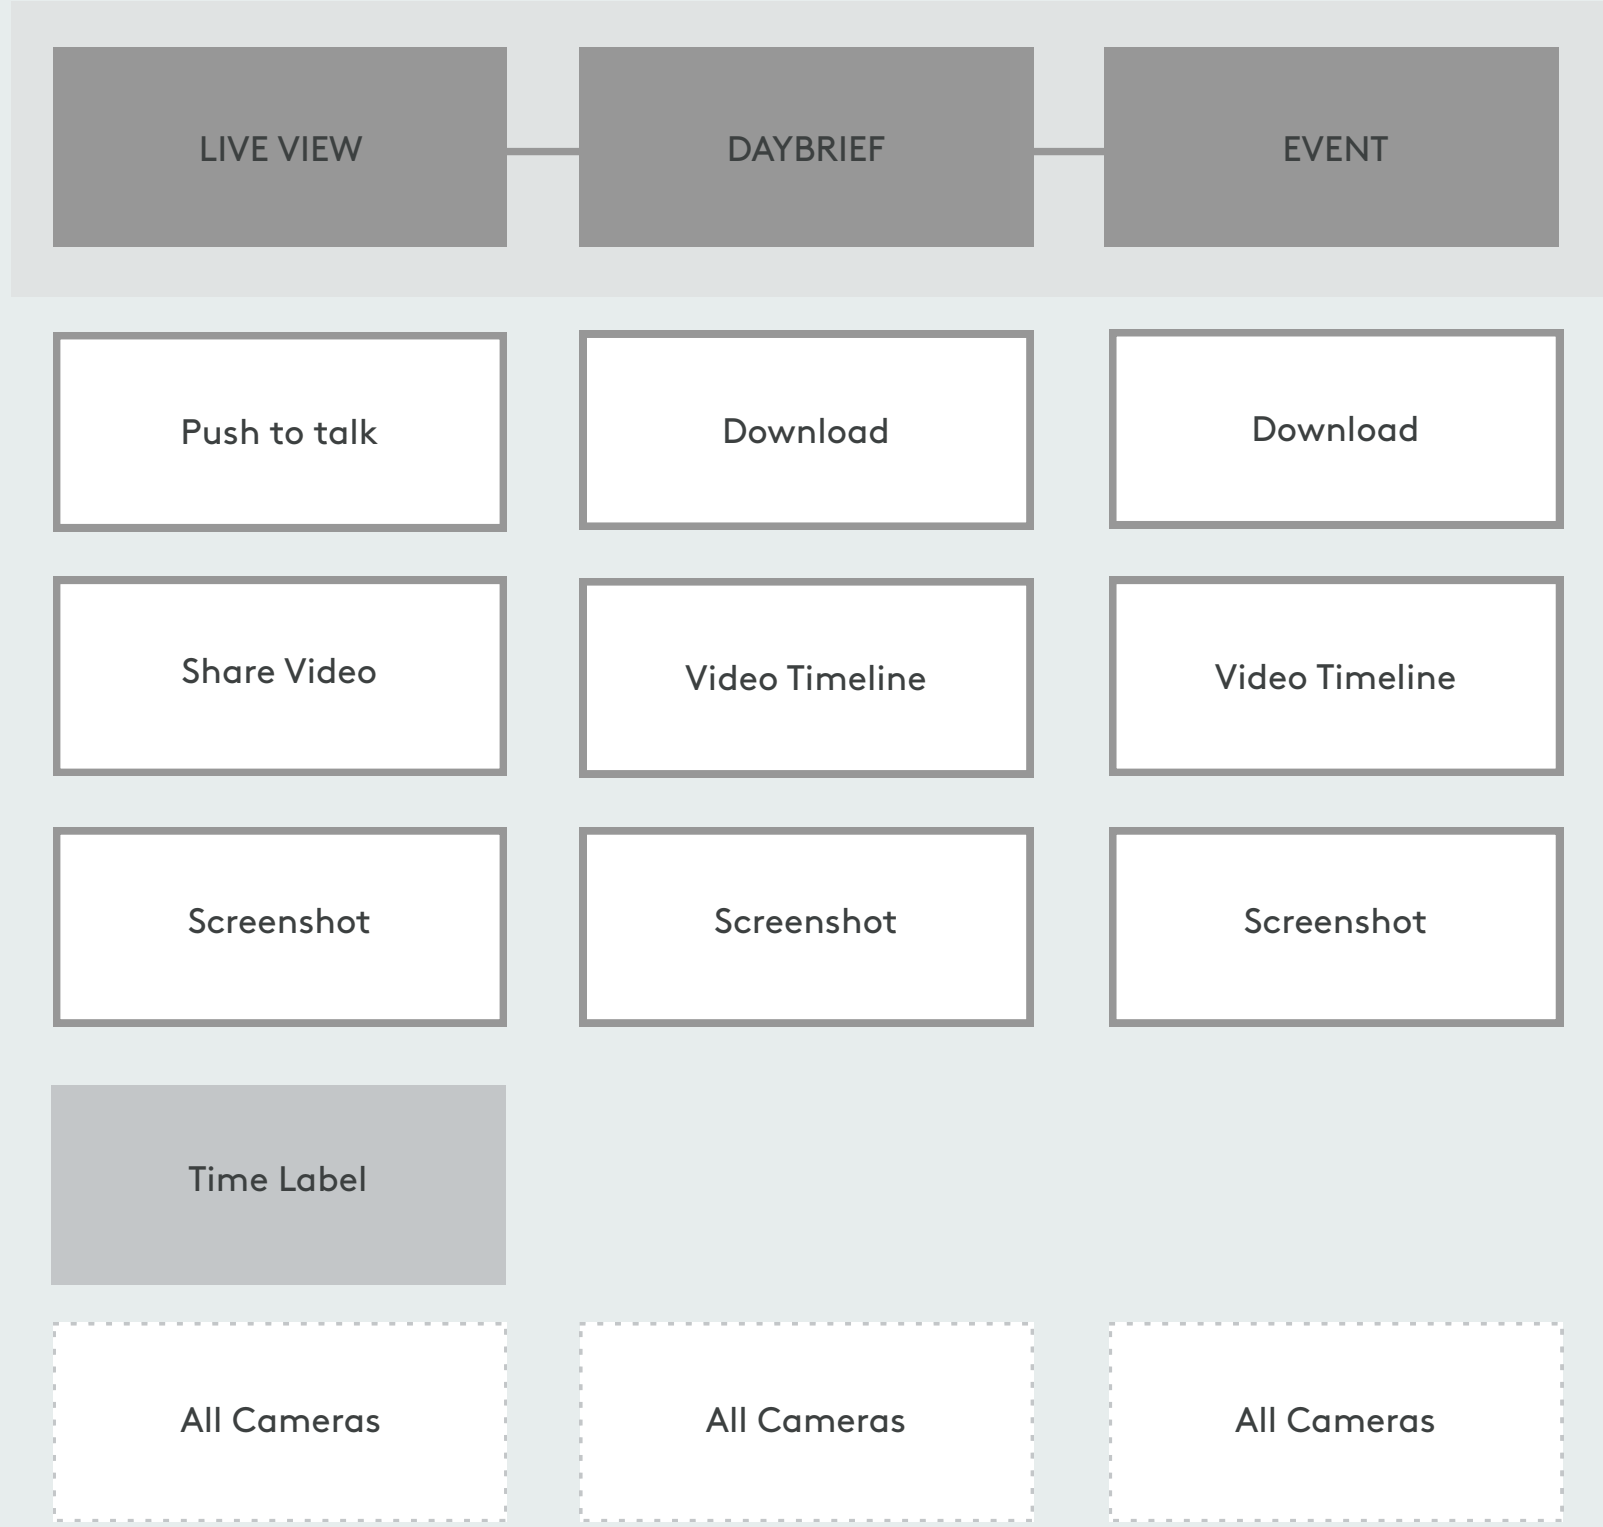 LIVE VIEW
DAYBRIEF
EVENT
Push to talk
Download
Download
Share Video
Video Timeline
Video Timeline
Screenshot
Screenshot
Screenshot
Time Label
All Cameras
All Cameras
All Cameras